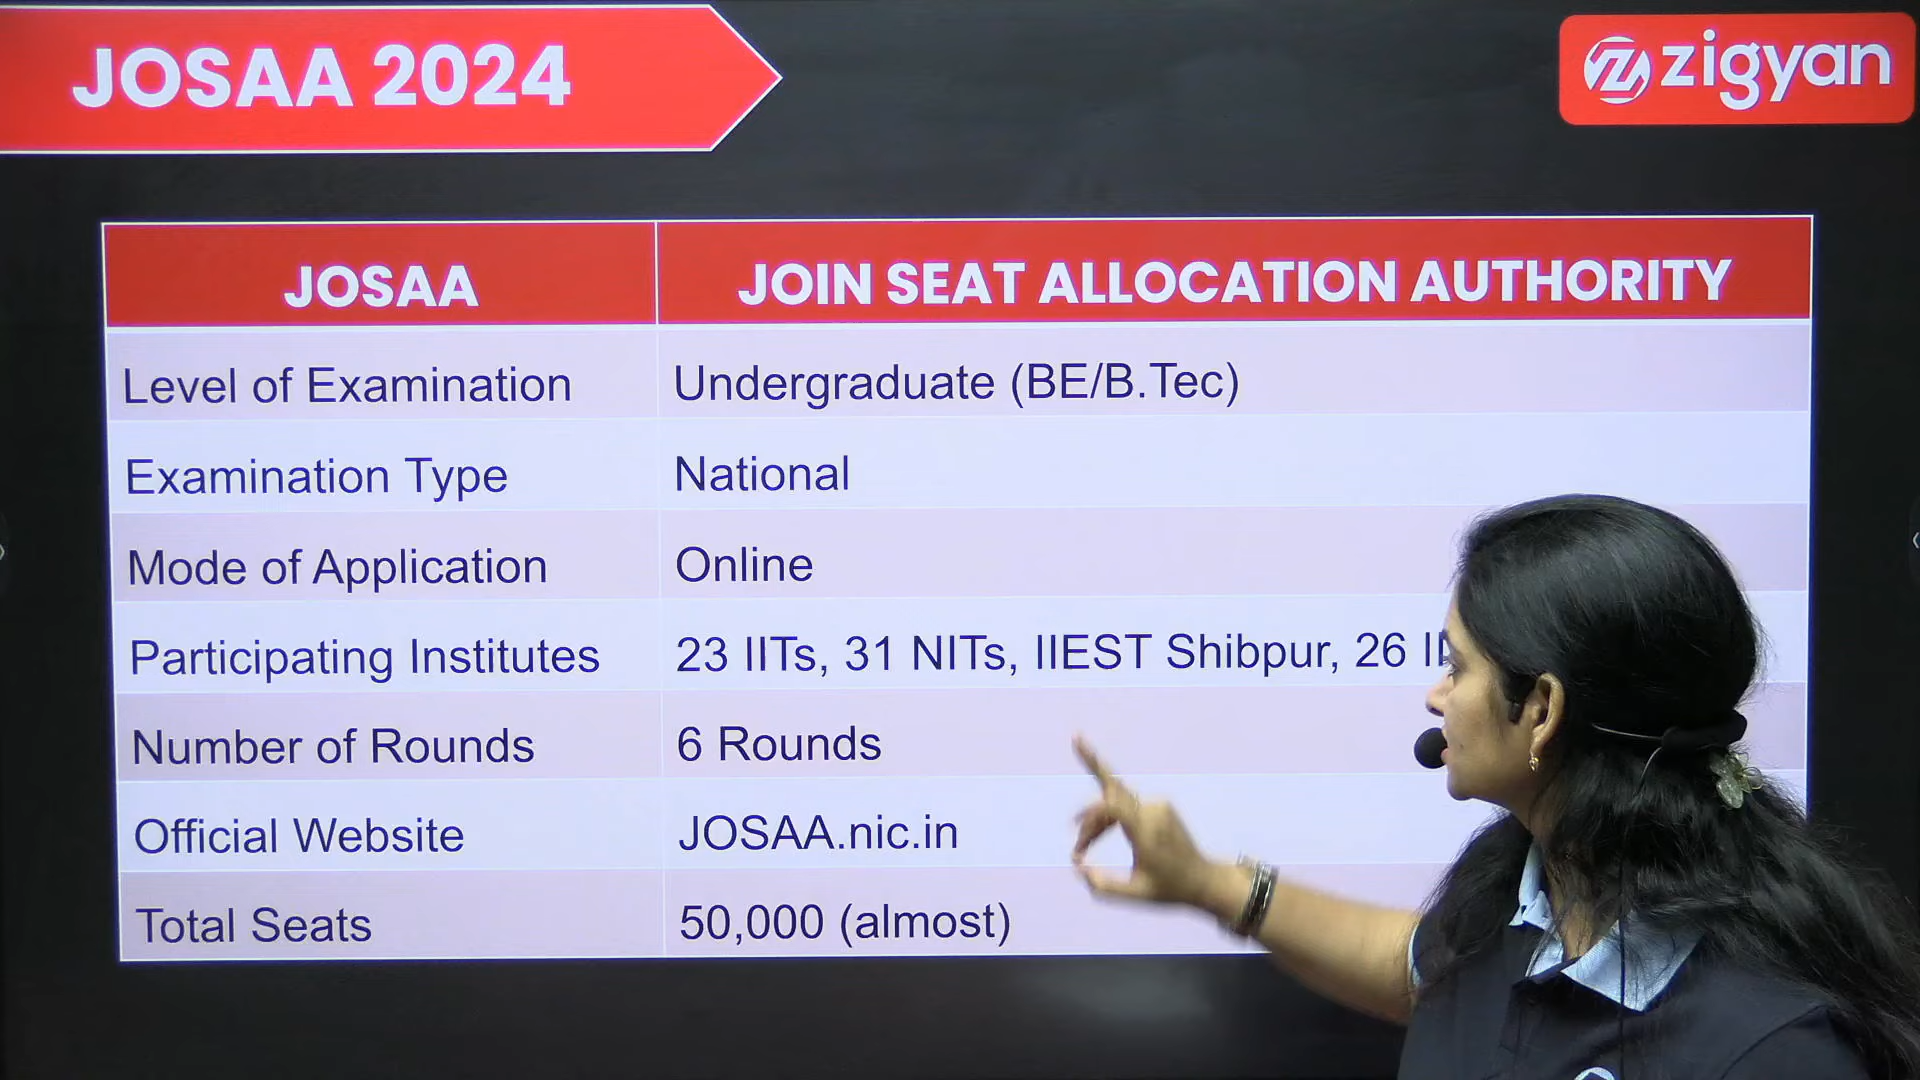 JOSAA 2024
zigyan
JOSAA JOIN SEAT ALLOCATION AUTHORITY
Level of Examination Undergraduate (BE/B.Tec)
Examination Type National
Mode of Application Online
Participating Institutes 23 IITs, 31 NITs, IIEST Shibpur, 26
Number of Rounds 6 Rounds
Official Website JOSAA.nic.in
Total Seats 50,000 (almost)